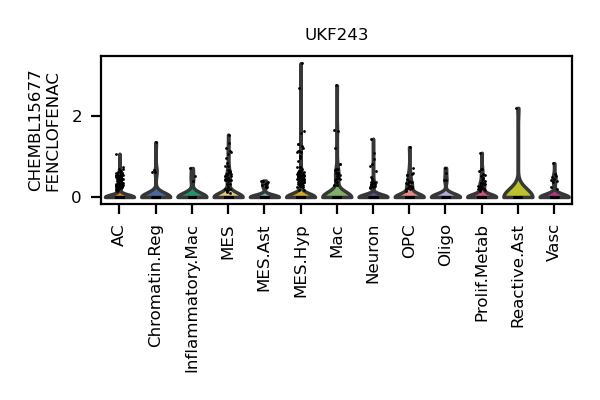 UKF243
CHEMBL15677
FENCLOFENAC
2
0
AC
Chromatin.Reg
Inflammatory.Mac
MES
MES.Ast
MES.Hyp
Mac
Neuron
OPC
Oligo
Prolif.Metab
Reactive.Ast
Vasc